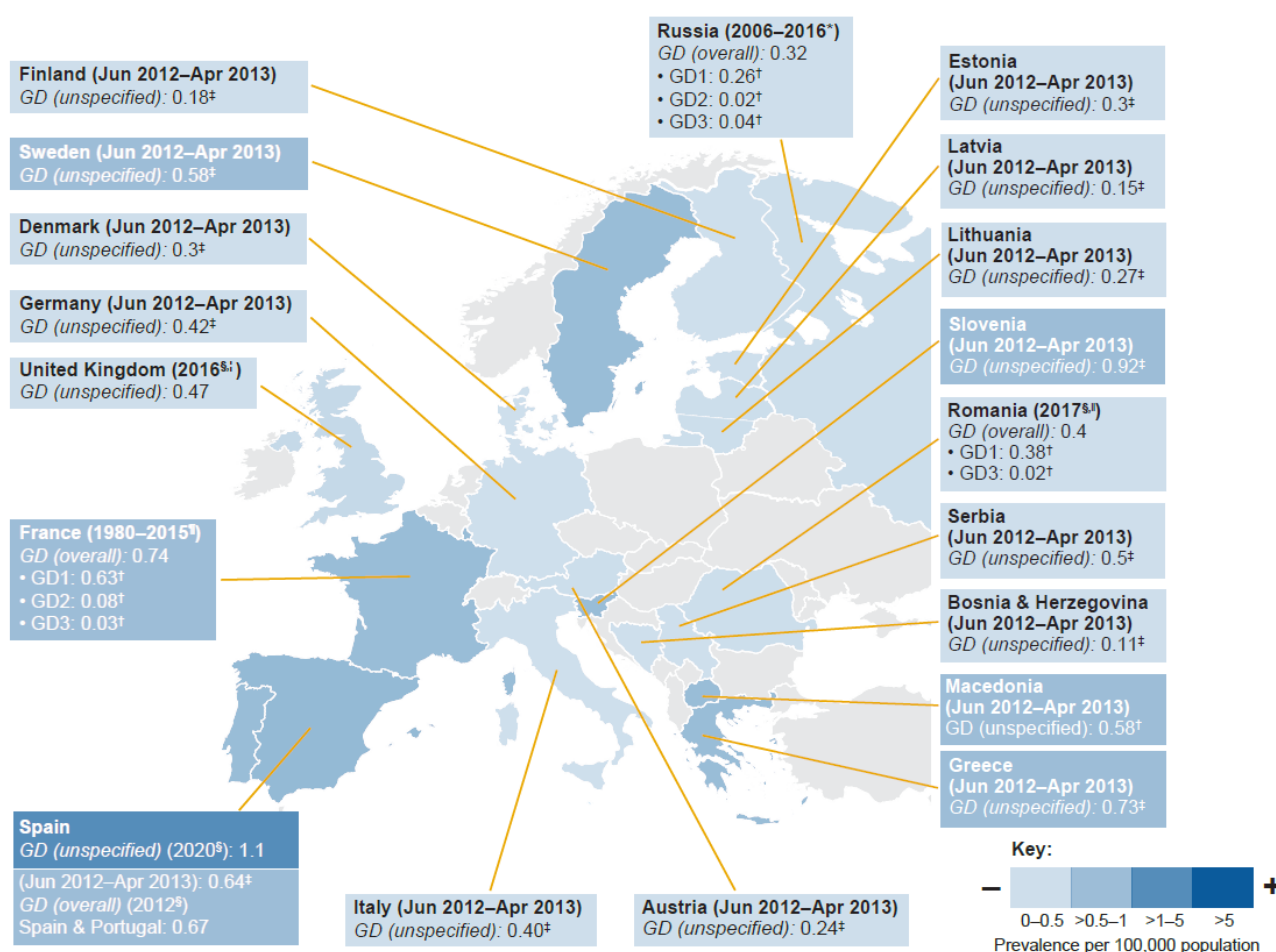 Russia (2006–2016*)
GD (overall): 0.32
• GD1: 0.26†
• GD2: 0.02†
• GD3: 0.04†
Finland (Jun 2012–Apr 2013)
GD (unspecified): 0.18‡
Sweden (Jun 2012–Apr 2013)
GD (unspecified): 0.58‡
Denmark (Jun 2012–Apr 2013)
GD (unspecified): 0.3‡
Germany (Jun 2012–Apr 2013)
GD (unspecified): 0.42‡
United Kingdom (2016§,¦)
GD (unspecified): 0.47
France (1980–2015¶)
GD (overall): 0.74
• GD1: 0.63†
• GD2: 0.08†
• GD3: 0.03†
Spain
GD (unspecified) (2020§): 1.1
(Jun 2012–Apr 2013): 0.64‡
GD (overall) (2012§)
Spain & Portugal: 0.67
Italy (Jun 2012–Apr 2013)
GD (unspecified): 0.40‡
Austria (Jun 2012–Apr 2013)
GD (unspecified): 0.24‡
Estonia
(Jun 2012–Apr 2013)
GD (unspecified): 0.3‡
Latvia
(Jun 2012–Apr 2013)
GD (unspecified): 0.15‡
Lithuania
(Jun 2012–Apr 2013)
GD (unspecified): 0.27‡
Slovenia
(Jun 2012–Apr 2013)
GD (unspecified): 0.92‡
Romania (2017§,||)
GD (overall): 0.4
• GD1: 0.38†
• GD3: 0.02†
Serbia
(Jun 2012–Apr 2013)
GD (unspecified): 0.5‡
Bosnia & Herzegovina
(Jun 2012–Apr 2013)
GD (unspecified): 0.11‡
Macedonia
(Jun 2012–Apr 2013)
GD (unspecified): 0.58†
Greece
(Jun 2012–Apr 2013)
GD (unspecified): 0.73‡
Key:
– +
0–0.5 >0.5–1 >1–5 >5
Prevalence per 100,000 population